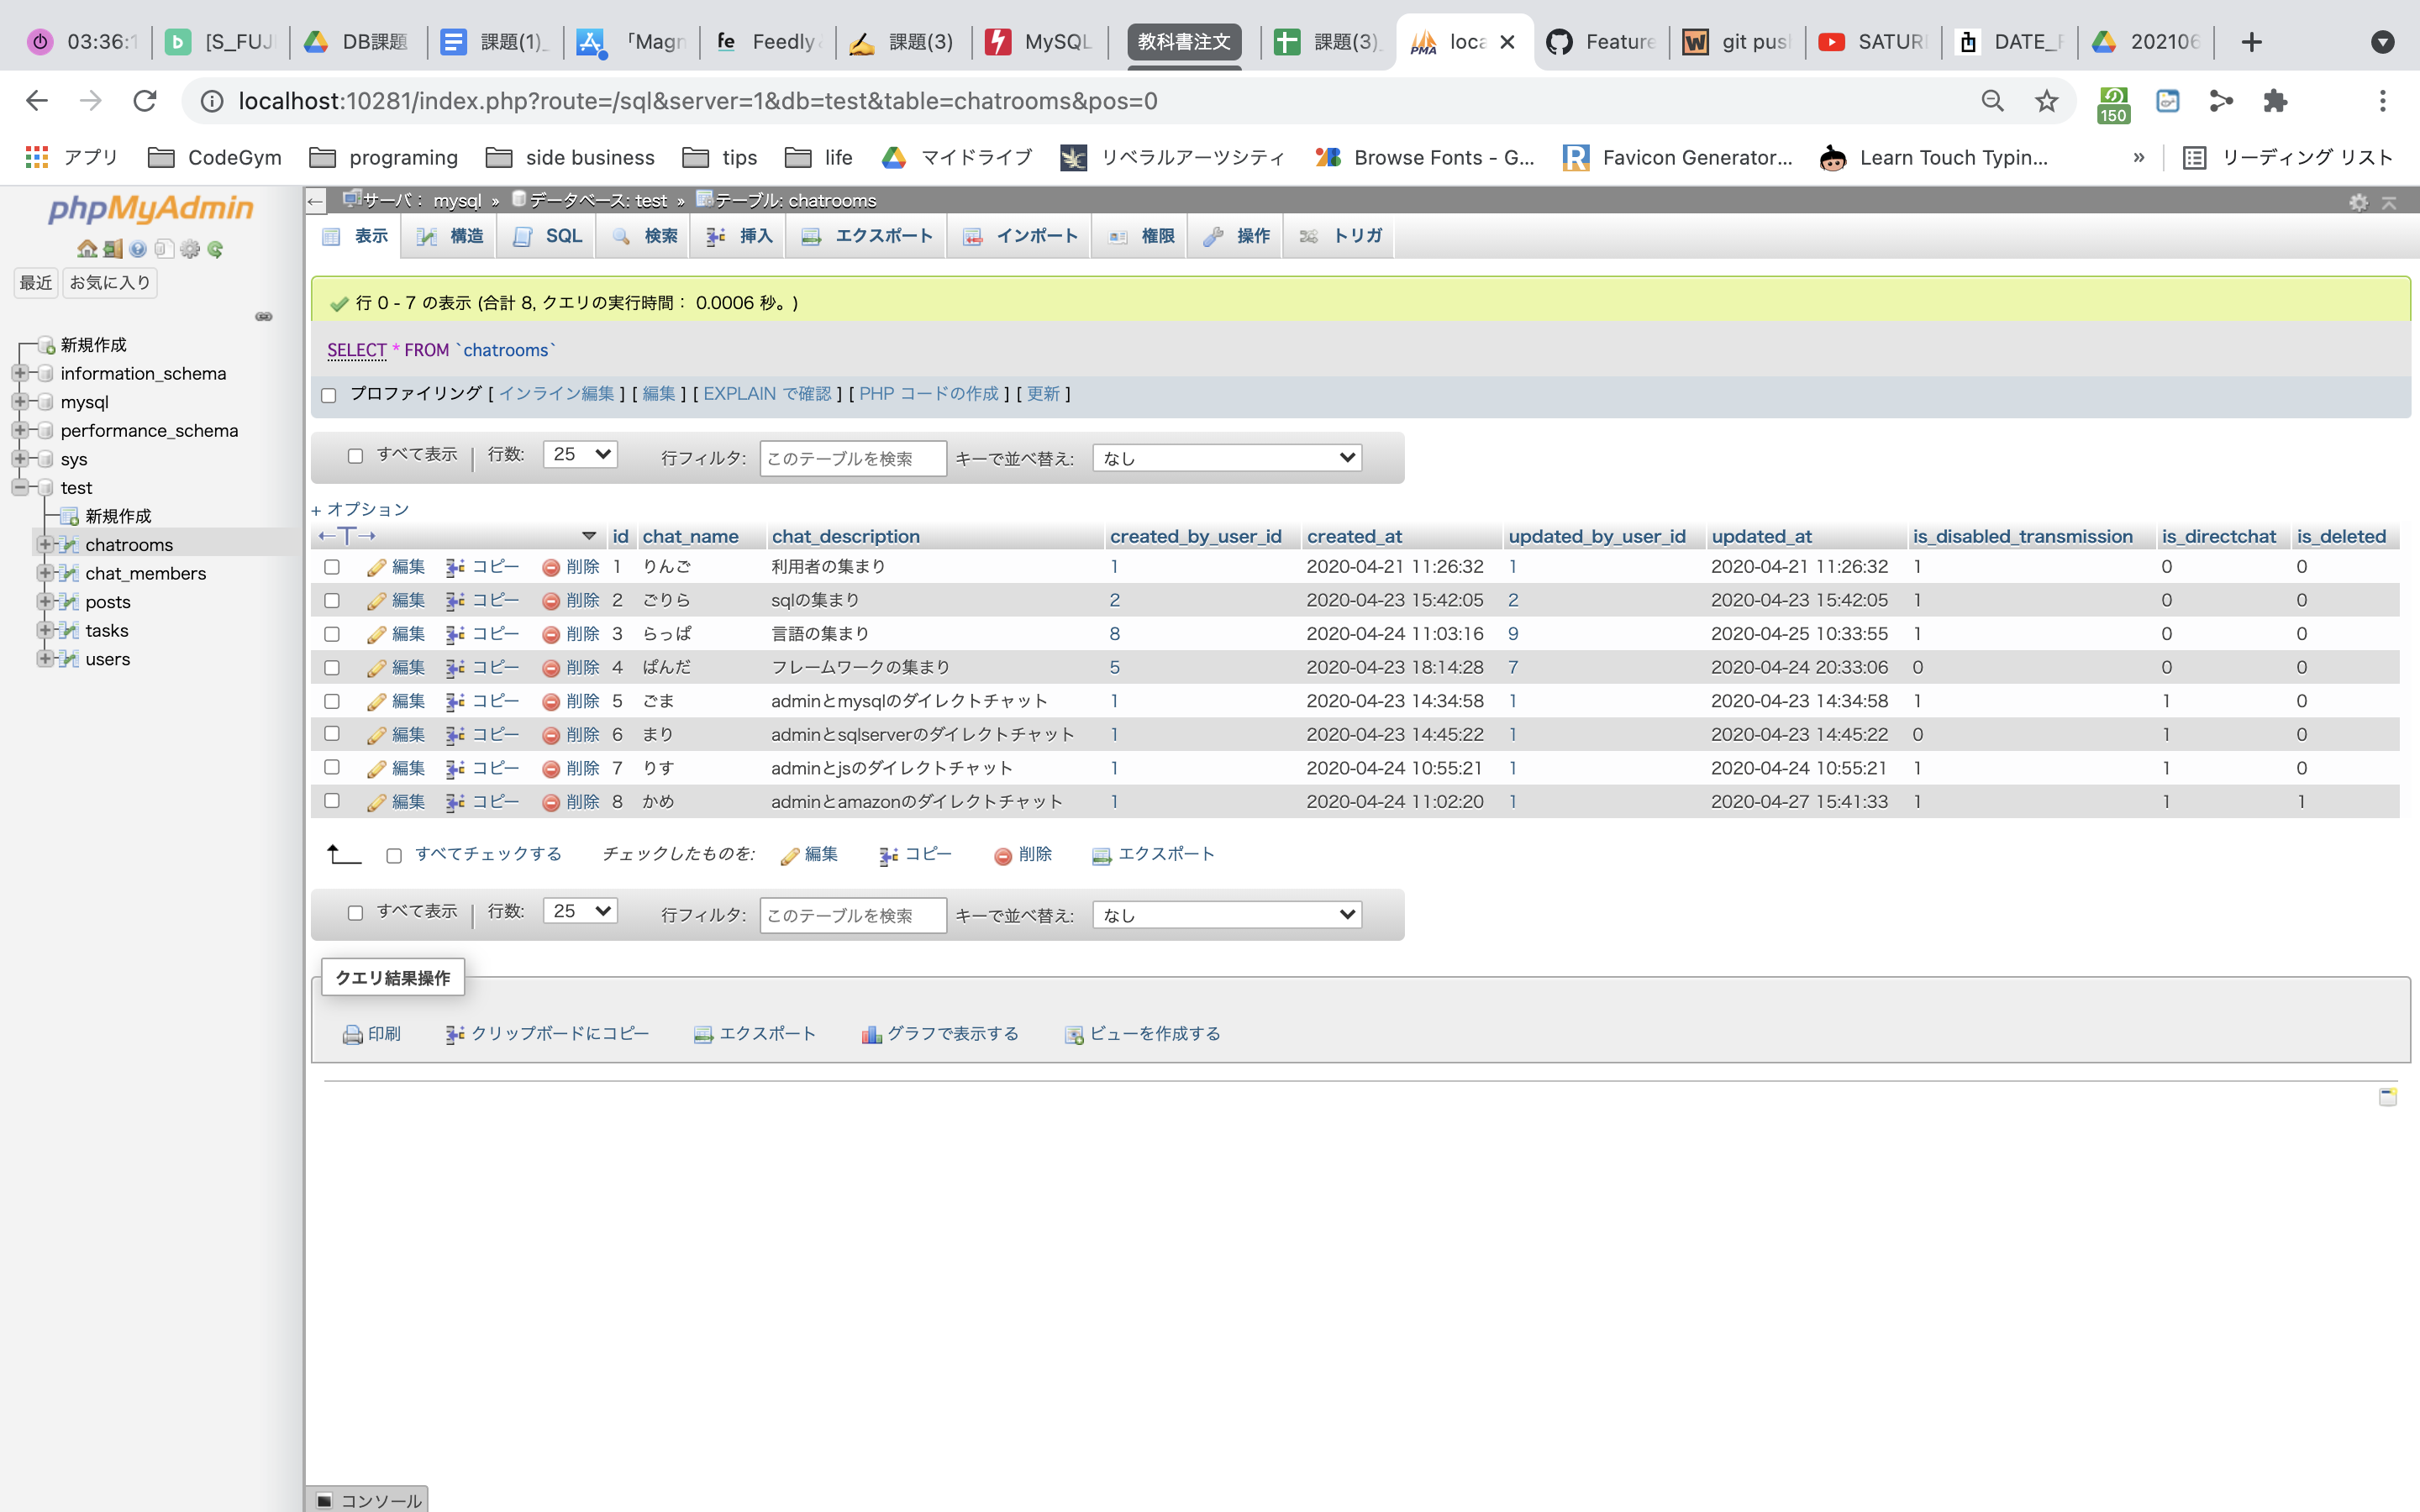 03:36:1 [S_FUJ DB課題 課題(1)_ 「Magn Feedly 課題(3) MySQL 教科書注文 課題(3)_ loca Feature git pus SATUR DATE_F 202106
localhost:10281/index.php?route=/sql&server=1&db=test&table=chatrooms&pos=0
150
アプリ CodeGym programing side business tips life マイドライブ リベラルアーツシティ Browse Fonts - G... Favicon Generator... Learn Touch Typin... » リーディング リスト
phpMyAdmin
最近 お気に入り
新規作成
information_schema
mysql
performance_schema
sys
test
新規作成
chatrooms
chat_members
posts
tasks
users
サーバ: mysql » データベース: test » テーブル: chatrooms
表示 構造 SQL 検索 挿入 エクスポート インポート 権限 操作 トリガ
行 0 - 7 の表示 (合計 8, クエリの実行時間: 0.0006 秒。)
SELECT * FROM `chatrooms`
プロファイリング [ インライン編集 ] [ 編集 ] [ EXPLAIN で確認 ] [ PHP コードの作成 ] [ 更新 ]
すべて表示 | 行数: 25 行フィルタ: このテーブルを検索 キーで並べ替え: なし
+ オプション
←T→ id chat_name chat_description created_by_user_id created_at updated_by_user_id updated_at is_disabled_transmission is_directchat is_deleted
編集 コピー 削除 1 りんご 利用者の集まり 1 2020-04-21 11:26:32 1 2020-04-21 11:26:32 1 0 0
編集 コピー 削除 2 ごりら sqlの集まり 2 2020-04-23 15:42:05 2 2020-04-23 15:42:05 1 0 0
編集 コピー 削除 3 らっぱ 言語の集まり 8 2020-04-24 11:03:16 9 2020-04-25 10:33:55 1 0 0
編集 コピー 削除 4 ぱんだ フレームワークの集まり 5 2020-04-23 18:14:28 7 2020-04-24 20:33:06 0 0 0
編集 コピー 削除 5 ごま adminとmysqlのダイレクトチャット 1 2020-04-23 14:34:58 1 2020-04-23 14:34:58 1 1 0
編集 コピー 削除 6 まり adminとsqlserverのダイレクトチャット 1 2020-04-23 14:45:22 1 2020-04-23 14:45:22 0 1 0
編集 コピー 削除 7 りす adminとjsのダイレクトチャット 1 2020-04-24 10:55:21 1 2020-04-24 10:55:21 1 1 0
編集 コピー 削除 8 かめ adminとamazonのダイレクトチャット 1 2020-04-24 11:02:20 1 2020-04-27 15:41:33 1 1 1
すべてチェックする チェックしたものを: 編集 コピー 削除 エクスポート
すべて表示 | 行数: 25 行フィルタ: このテーブルを検索 キーで並べ替え: なし
クエリ結果操作
印刷 クリップボードにコピー エクスポート グラフで表示する ビューを作成する
コンソール